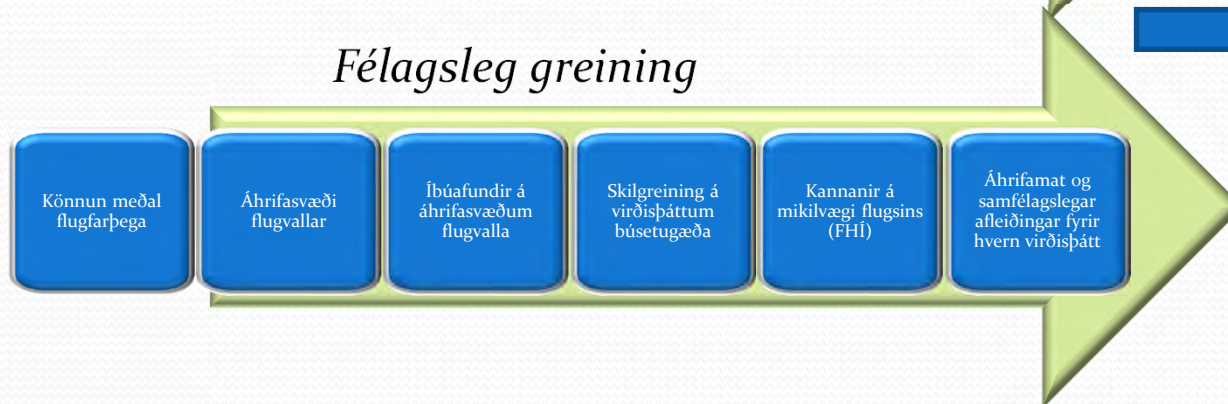 Félagsleg greining
Könnun meðal
flugfarþega
Áhrifasvæði
flugvallar
Íbúafundir á
áhrifasvæðum
flugvalla
Skilgreining á
virðisþáttum
búsetugæða
Kannanir á
mikilvægi flugsins
(FHÍ)
Áhrifamat og
samfélagslegar
afleiðingar fyrir
hvern virðisþátt